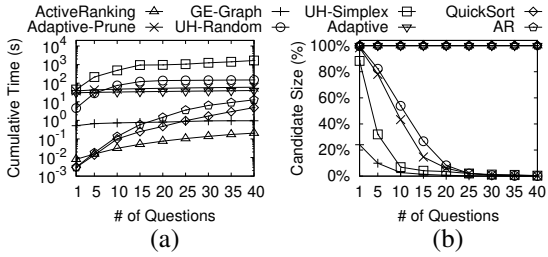 ActiveRanking GE-Graph UH-Simplex QuickSort
Adaptive-Prune UH-Random Adaptive AR
Cumulative Time (s)
10^4
10^3
10^2
10^1
10^0
10^-1
10^-2
10^-3
1 5 10 15 20 25 35 40
# of Questions
(a)
Candidate Size (%)
100%
80%
60%
40%
20%
0%
1 5 10 15 20 25 30 35 40
# of Questions
(b)